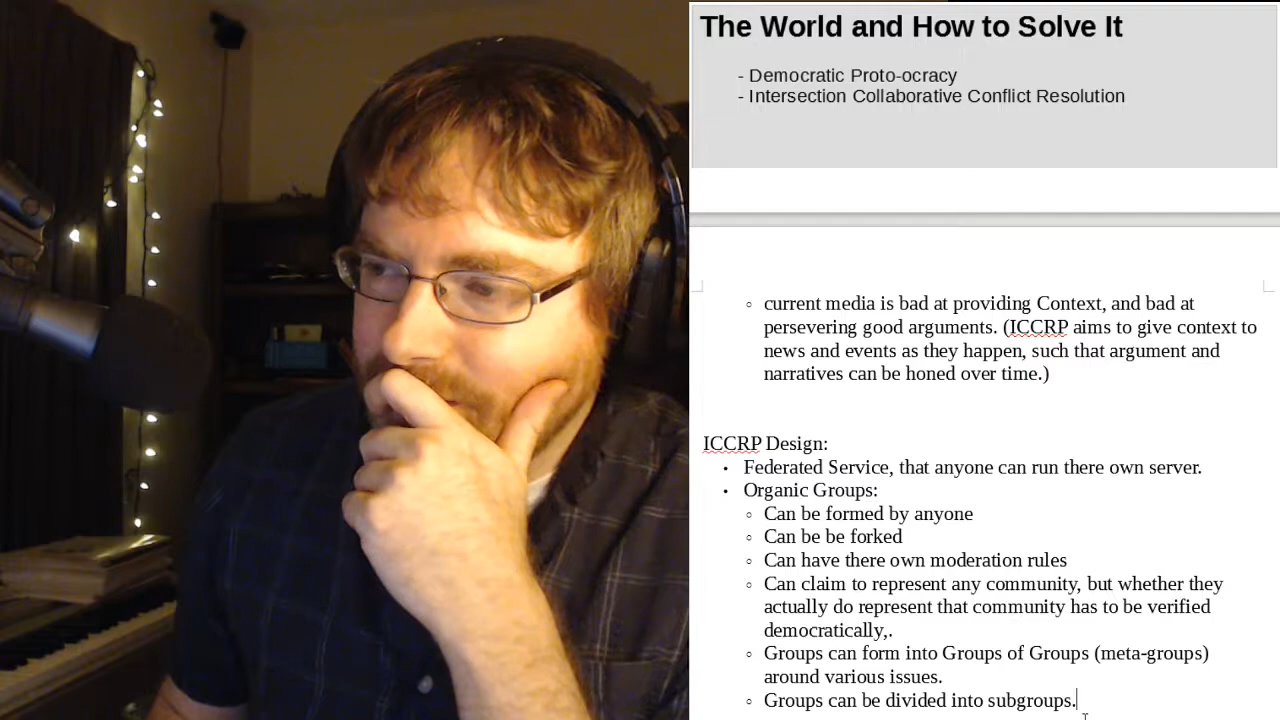 The World and How to Solve It
- Democratic Proto-ocracy
- Intersection Collaborative Conflict Resolution
◦ current media is bad at providing Context, and bad at
persevering good arguments. (ICCRP aims to give context to
news and events as they happen, such that argument and
narratives can be honed over time.)
ICCRP Design:
• Federated Service, that anyone can run there own server.
• Organic Groups:
◦ Can be formed by anyone
◦ Can be be forked
◦ Can have there own moderation rules
◦ Can claim to represent any community, but whether they
actually do represent that community has to be verified
democratically,.
◦ Groups can form into Groups of Groups (meta-groups)
around various issues.
◦ Groups can be divided into subgroups.